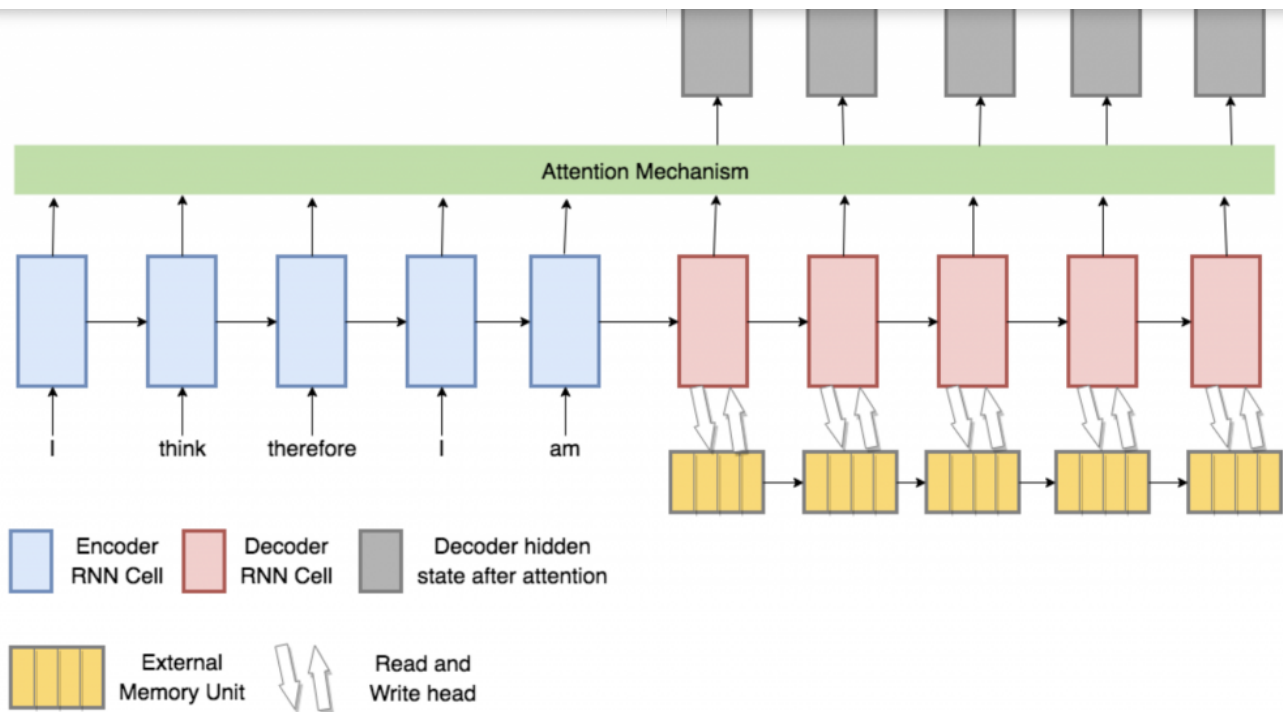 Attention Mechanism
I
think
therefore
I
am
Encoder
RNN Cell
Decoder
RNN Cell
Decoder hidden
state after attention
External
Memory Unit
Read and
Write head